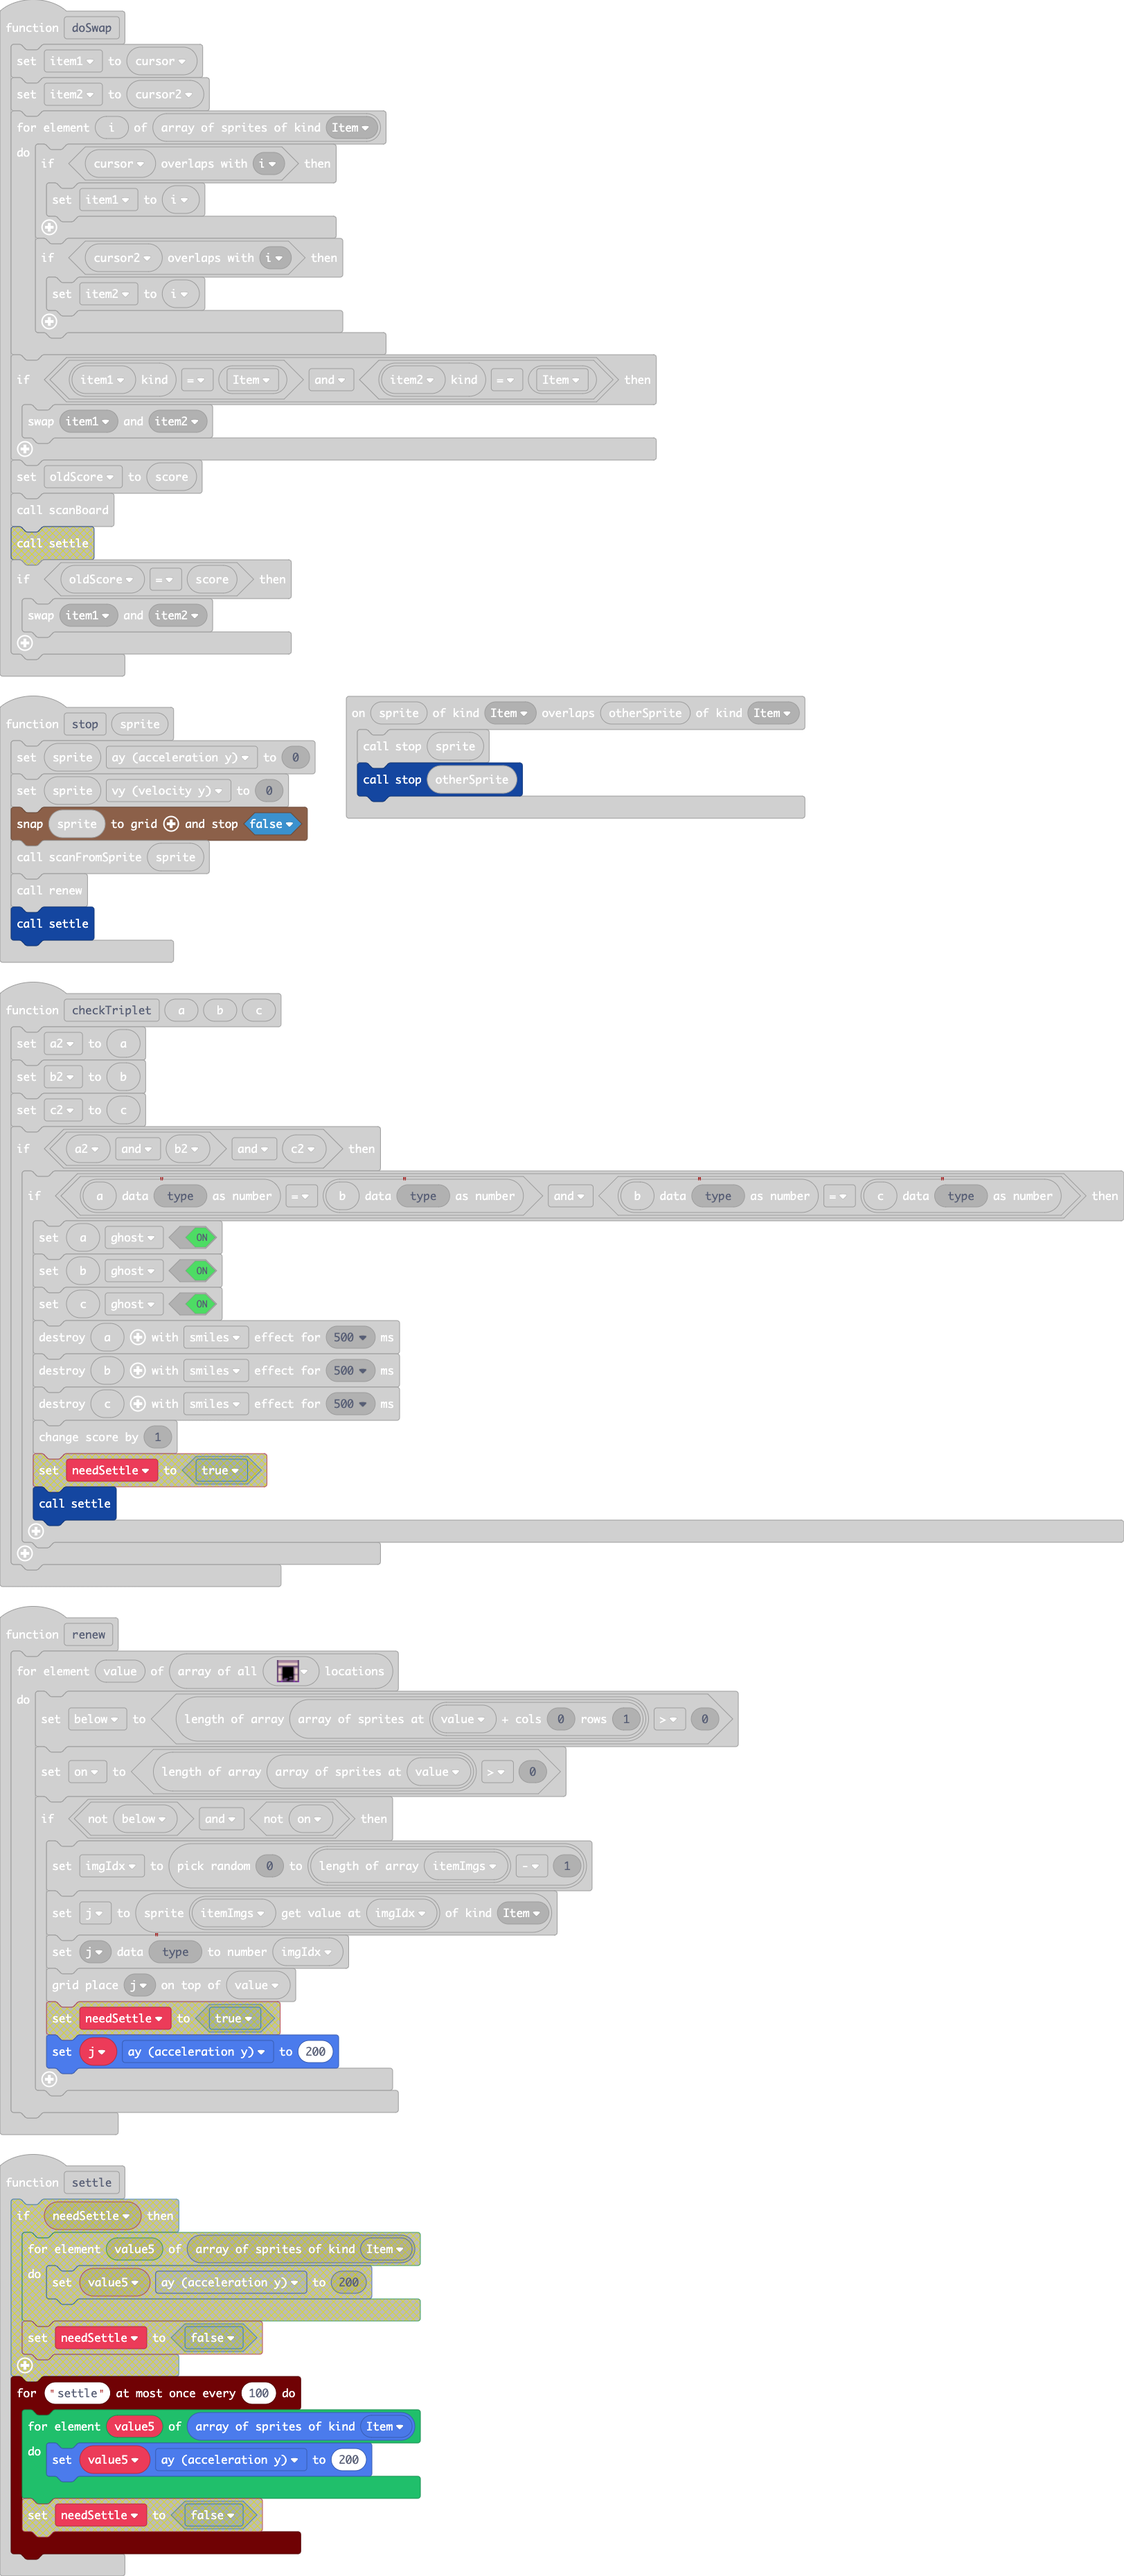 function doSwap
set item1 to cursor
set item2 to cursor2
for element i of array of sprites of kind Item
do
if cursor overlaps with i then
set item1 to i
if cursor2 overlaps with i then
set item2 to i
if item1 kind = Item and item2 kind = Item then
swap item1 and item2
set oldScore to score
call scanBoard
call settle
if oldScore = score then
swap item1 and item2
function stop sprite
set sprite ay (acceleration y) to 0
set sprite vy (velocity y) to 0
snap sprite to grid and stop false
call scanFromSprite sprite
call renew
call settle
on sprite of kind Item overlaps otherSprite of kind Item
call stop sprite
call stop otherSprite
function checkTriplet a b c
set a2 to a
set b2 to b
set c2 to c
if a2 and b2 and c2 then
if a data "type as number = b data "type as number and b data "type as number = c data "type as number then
set a ghost ON
set b ghost ON
set c ghost ON
destroy a with smiles effect for 500 ms
destroy b with smiles effect for 500 ms
destroy c with smiles effect for 500 ms
change score by 1
set needSettle to true
call settle
function renew
for element value of array of all locations
do
set below to length of array array of sprites at value + cols 0 rows 1 > 0
set on to length of array array of sprites at value > 0
if not below and not on then
set imgIdx to pick random 0 to length of array itemImgs - 1
set j to sprite itemImgs get value at imgIdx of kind Item
set j data "type to number imgIdx
grid place j on top of value
set needSettle to true
set j ay (acceleration y) to 200
function settle
if needSettle then
for element value5 of array of sprites of kind Item
do set value5 ay (acceleration y) to 200
set needSettle to false
for "settle" at most once every 100 do
for element value5 of array of sprites of kind Item
do set value5 ay (acceleration y) to 200
set needSettle to false